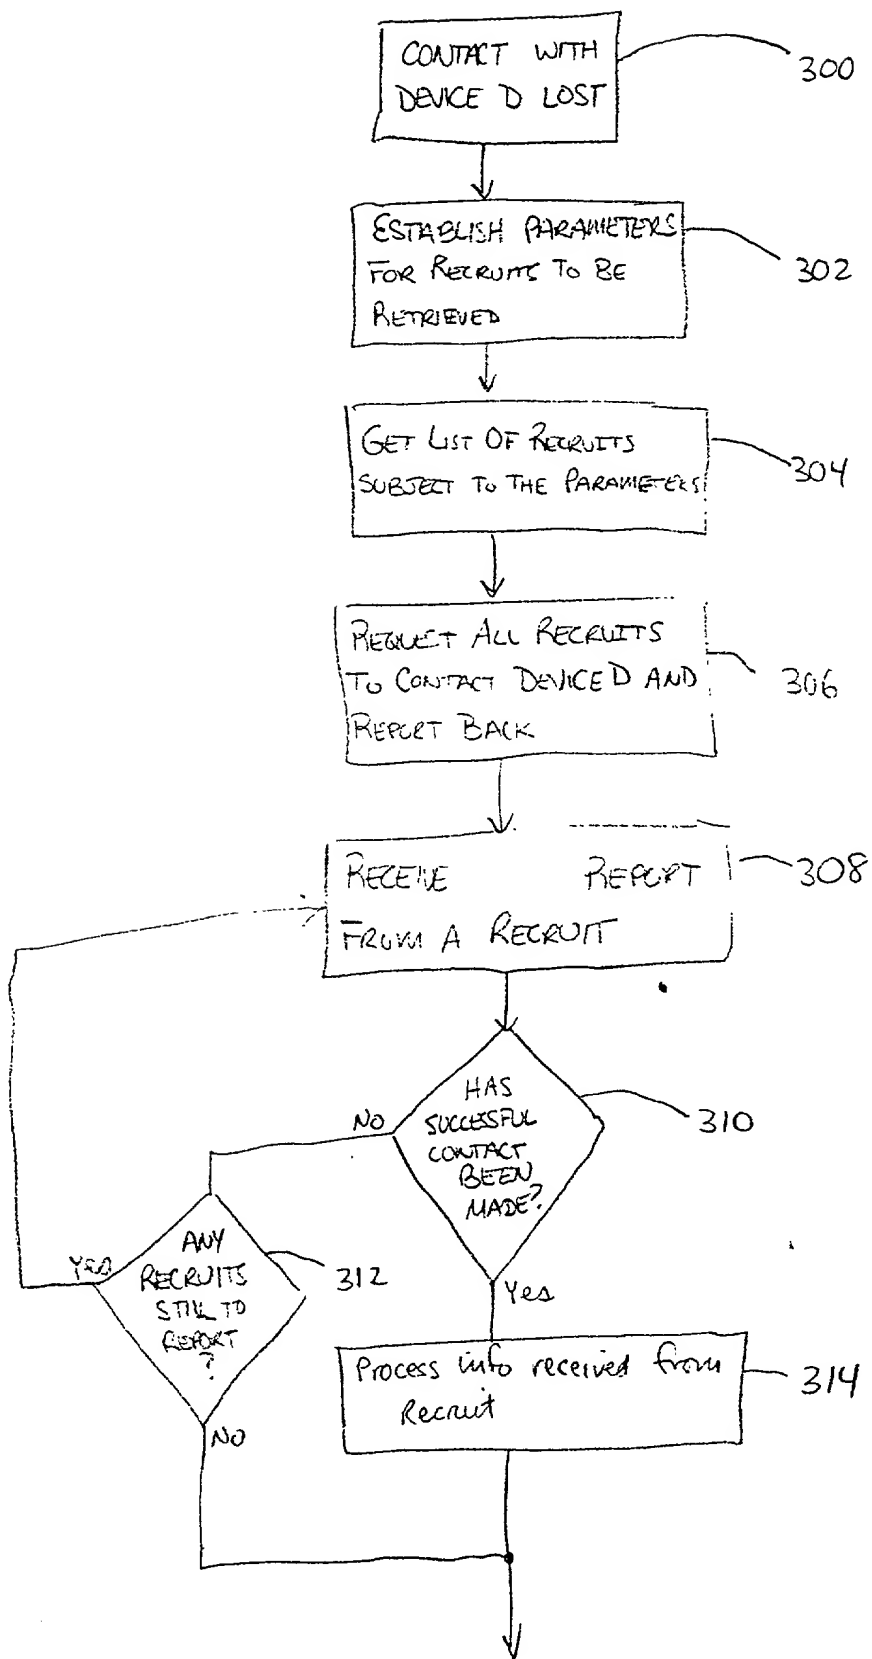 CONTACT WITH
DEVICE D LOST
300
ESTABLISH PARAMETERS
FOR RECRUITS TO BE
RETRIEVED
302
GET LIST OF RECRUITS
SUBJECT TO THE PARAMETERS
304
REQUEST ALL RECRUITS
TO CONTACT DEVICE D AND
REPORT BACK
306
RECEIVE REPORT
FROM A RECRUIT
308
HAS
SUCCESSFUL
CONTACT
BEEN
MADE?
310
NO
ANY
RECRUITS
STILL TO
REPORT
?
312
Yes
Yes
Process info received from
Recruit
314
NO